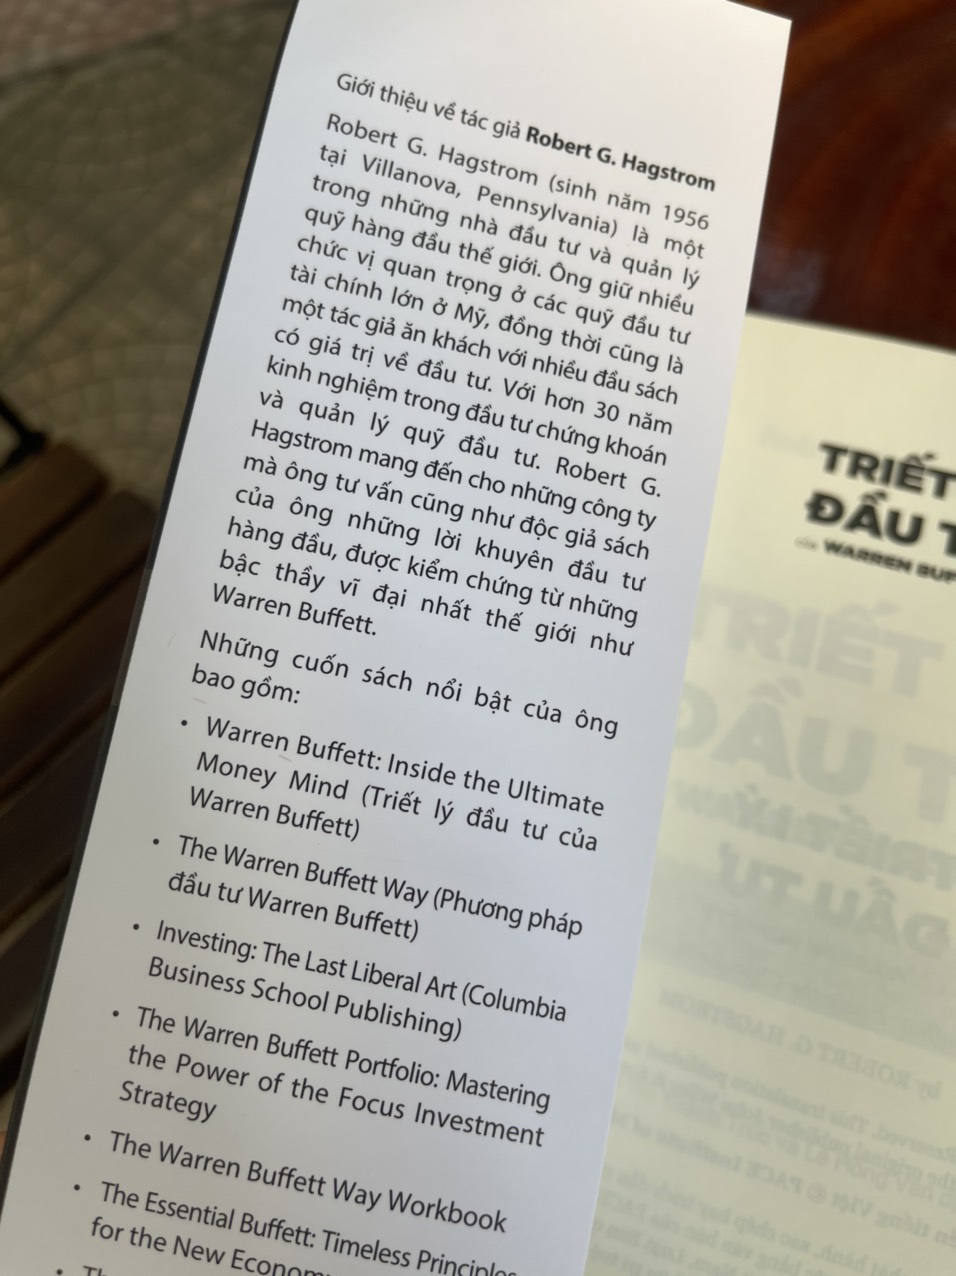 Giới thiệu về tác giả Robert G. Hagstrom
Robert G. Hagstrom (sinh năm 1956
tại Villanova, Pennsylvania) là một
trong những nhà đầu tư và quản lý
quỹ hàng đầu thế giới. Ông giữ nhiều
chức vị quan trọng ở các quỹ đầu tư
tài chính lớn ở Mỹ, đồng thời cũng là
một tác giả ăn khách với nhiều đầu sách
có giá trị về đầu tư. Với hơn 30 năm
kinh nghiệm trong đầu tư chứng khoán
và quản lý quỹ đầu tư. Robert G.
Hagstrom mang đến cho những công ty
mà ông tư vấn cũng như độc giả sách
của ông những lời khuyên đầu tư
hàng đầu, được kiểm chứng từ những
bậc thầy vĩ đại nhất thế giới như
Warren Buffett.
Những cuốn sách nổi bật của ông
bao gồm:
• Warren Buffett: Inside the Ultimate
Money Mind (Triết lý đầu tư của
Warren Buffett)
• The Warren Buffett Way (Phương pháp
đầu tư Warren Buffett)
• Investing: The Last Liberal Art (Columbia
Business School Publishing)
• The Warren Buffett Portfolio: Mastering
the Power of the Focus Investment
Strategy
• The Warren Buffett Way Workbook
• The Essential Buffett: Timeless Principles
for the New Econom
TRIẾT
ĐẦU T
của WARREN BUF